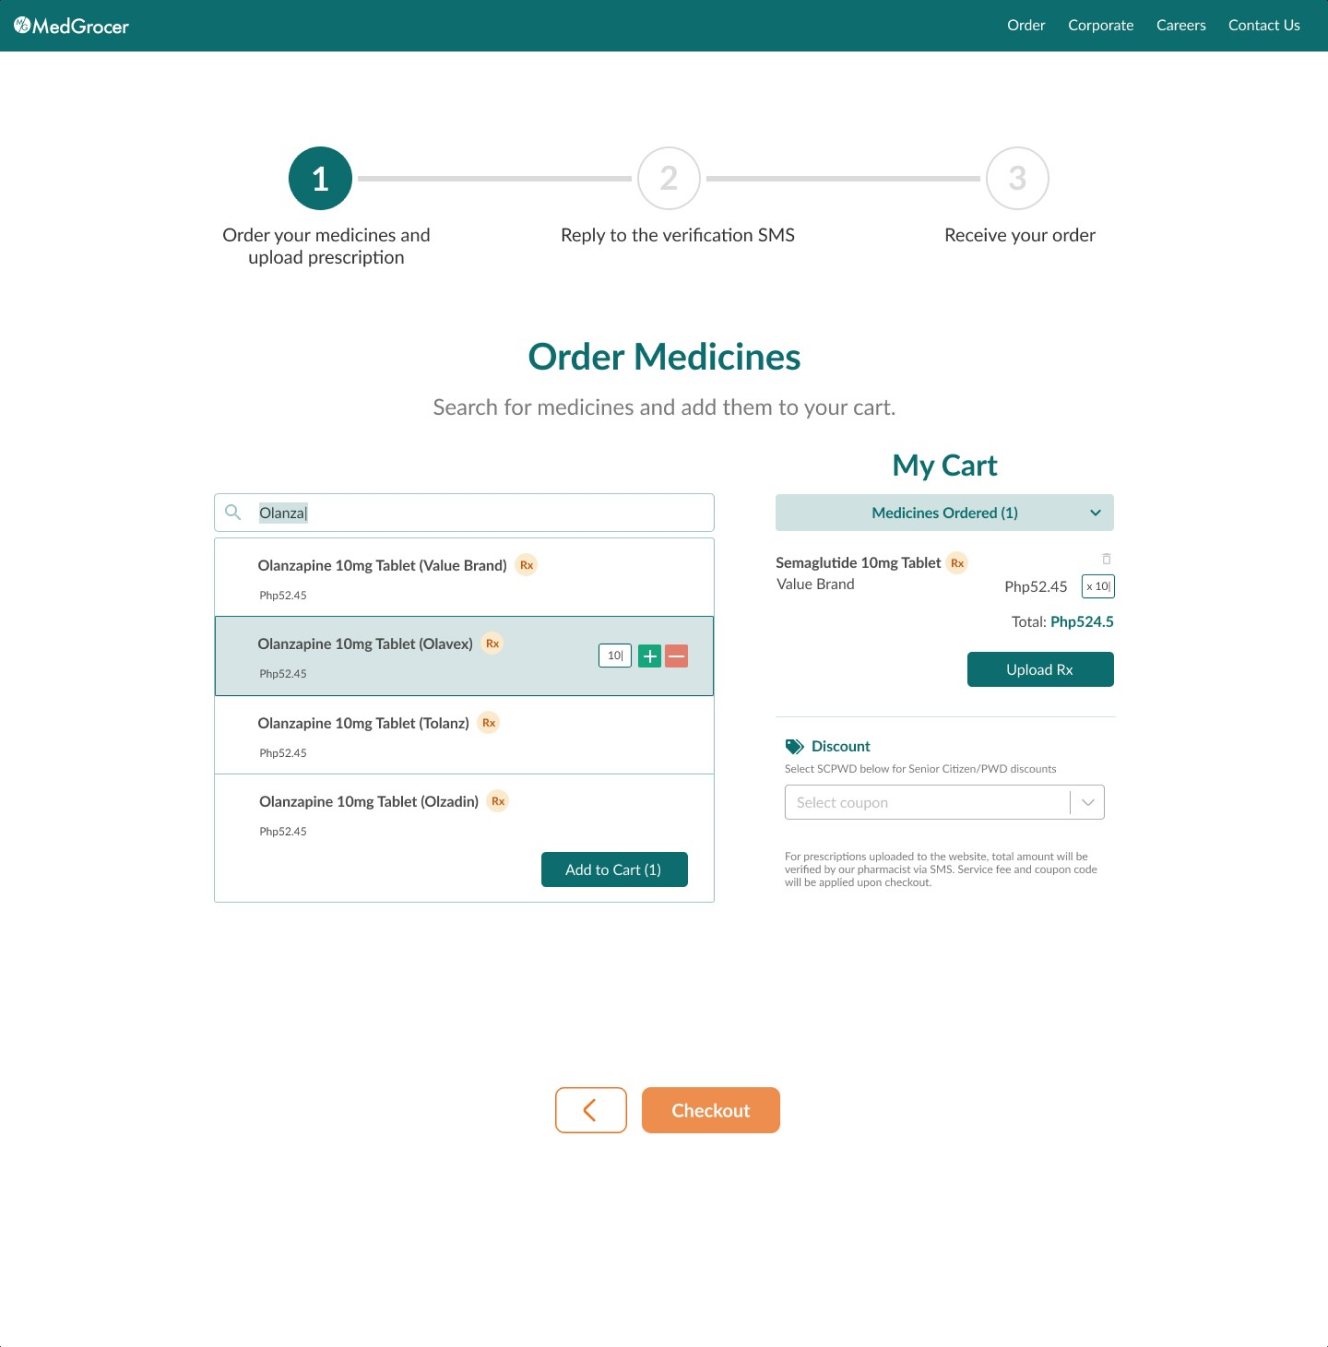 MedGrocer
Order Corporate Careers Contact Us
1 2 3
Order your medicines and
upload prescription
Reply to the verification SMS
Receive your order
Order Medicines
Search for medicines and add them to your cart.
Olanza
Olanzapine 10mg Tablet (Value Brand) Rx
Php52.45
Olanzapine 10mg Tablet (Olavex) Rx
10
Php52.45
Olanzapine 10mg Tablet (Tolanz) Rx
Php52.45
Olanzapine 10mg Tablet (Olzadin) Rx
Php52.45
Add to Cart (1)
My Cart
Medicines Ordered (1)
Semaglutide 10mg Tablet Rx
Value Brand Php52.45 x 10
Total: Php524.5
Upload Rx
Discount
Select SCPWD below for Senior Citizen/PWD discounts
Select coupon
For prescriptions uploaded to the website, total amount will be
verified by our pharmacist via SMS. Service fee and coupon code
will be applied upon checkout.
Checkout